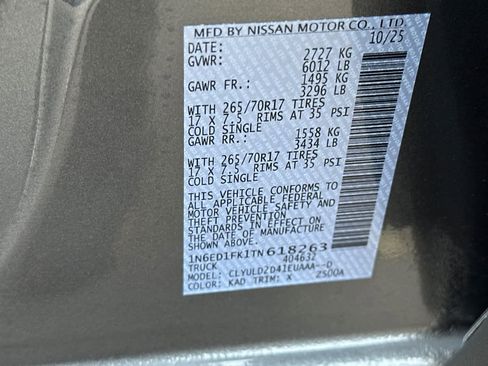 MFD BY NISSAN MOTOR CO., LTD.
DATE: 10/25
GVWR: 2727 KG
6012 LB
GAWR FR.: 1495 KG
3296 LB
WITH 265/70R17 TIRES
17 X 7.5 RIMS AT 35 PSI
COLD SINGLE
GAWR RR.: 1558 KG
3434 LB
WITH 265/70R17 TIRES
17 X 7.5 RIMS AT 35 PSI
COLD SINGLE
THIS VEHICLE CONFORMS TO
ALL APPLICABLE FEDERAL
MOTOR VEHICLE SAFETY AND
THEFT PREVENTION
STANDARDS IN EFFECT ON THE
DATE OF MANUFACTURE
1N6ED1FK1TN618263
TRUCK 404632
MODEL: CLYULD2D41EUAAA--D
COLOR: KAD TRIM: X Z500A